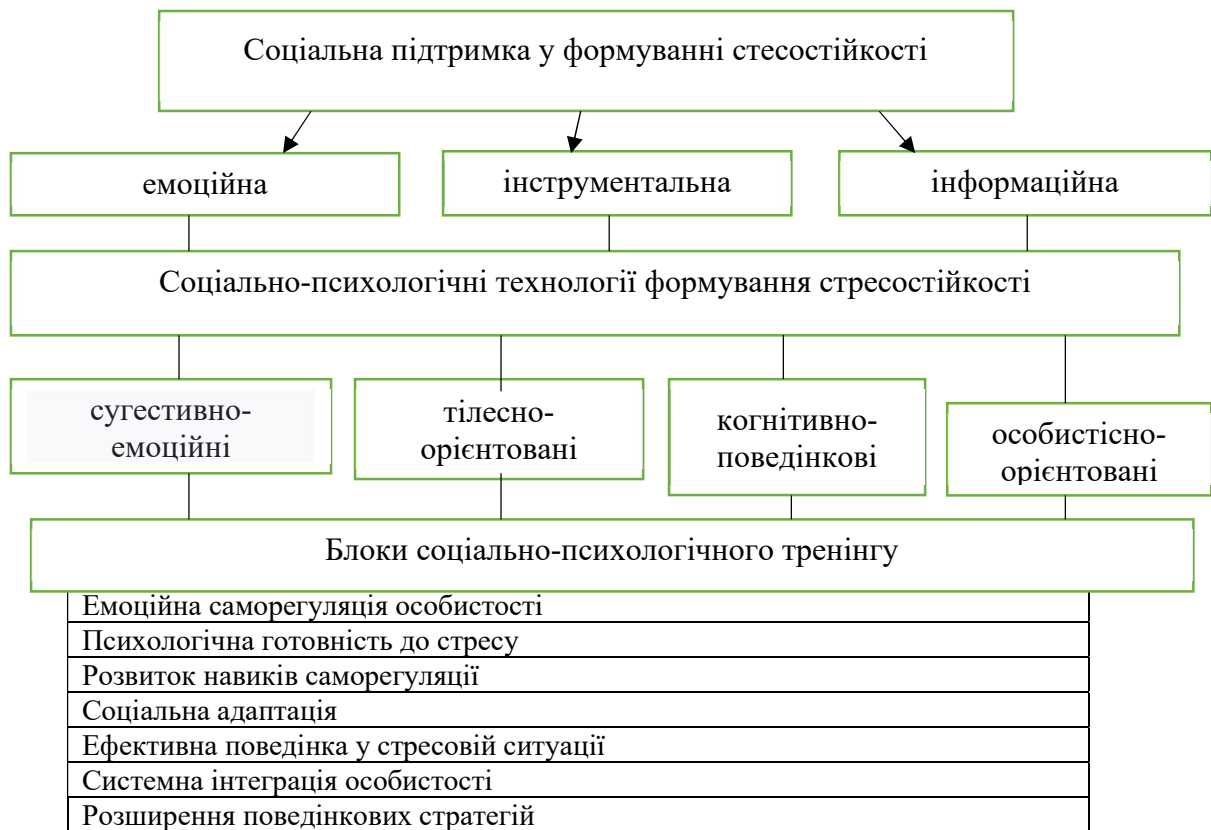 Соціальна підтримка у формуванні стесостійкості
емоційна
інструментальна
інформаційна
Соціально-психологічні технології формування стресостійкості
сугестивно-
емоційні
тілесно-
орієнтовані
когнітивно-
поведінкові
особистісно-
орієнтовані
Блоки соціально-психологічного тренінгу
Емоційна саморегуляція особистості
Психологічна готовність до стресу
Розвиток навиків саморегуляції
Соціальна адаптація
Ефективна поведінка у стресовій ситуації
Системна інтеграція особистості
Розширення поведінкових стратегій